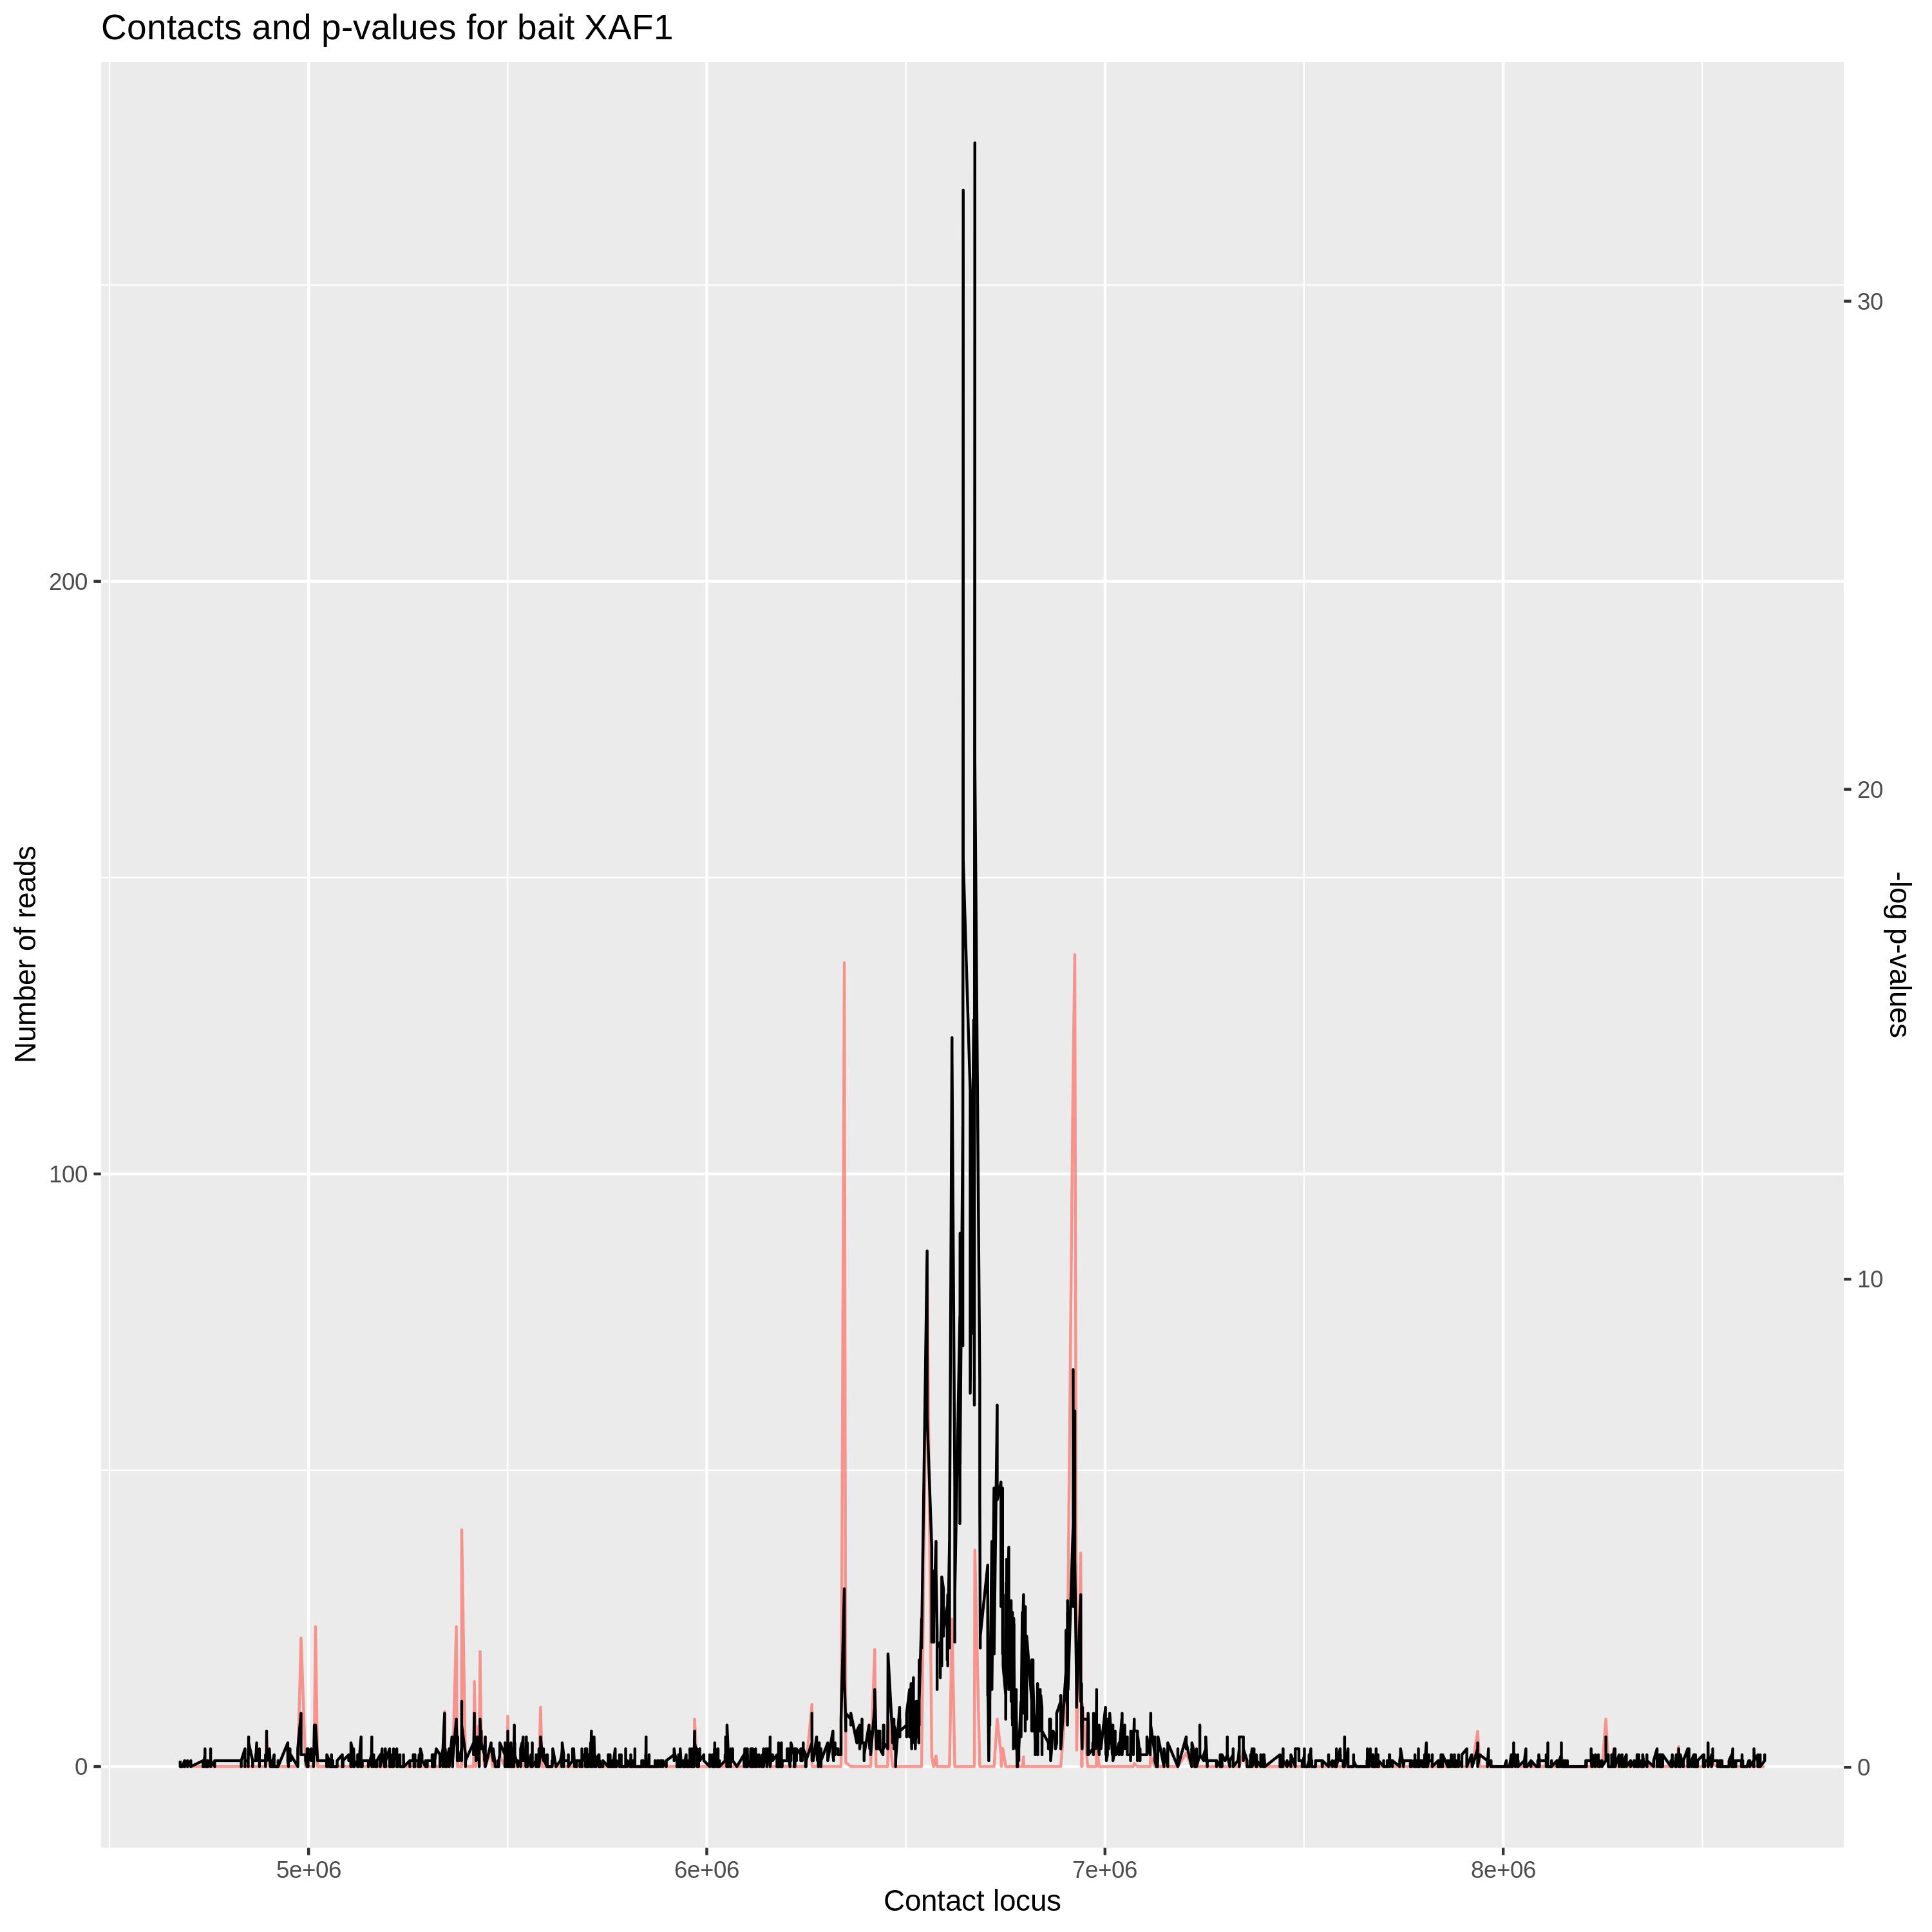 Contacts and p-values for bait XAF1
Number of reads
200
100
0
30
20
10
0
-log p-values
5e+06
6e+06
7e+06
8e+06
Contact locus